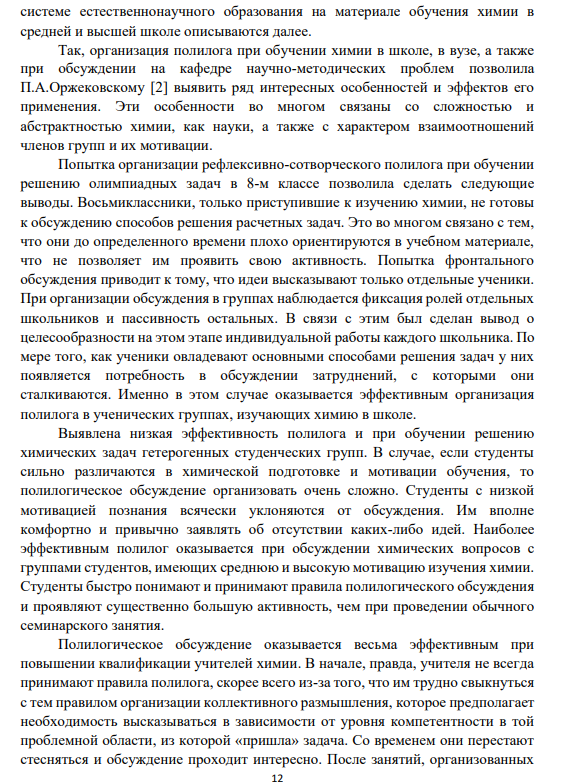 системе естественнонаучного образования на материале обучения химии в
средней и высшей школе описываются далее.
Так, организация полилога при обучении химии в школе, в вузе, а также
при обсуждении на кафедре научно-методических проблем позволила
П.А.Оржековскому [2] выявить ряд интересных особенностей и эффектов его
применения. Эти особенности во многом связаны со сложностью и
абстрактностью химии, как науки, а также с характером взаимоотношений
членов групп и их мотивации.
Попытка организации рефлексивно-сотворческого полилога при обучении
решению олимпиадных задач в 8-м классе позволила сделать следующие
выводы. Восьмиклассники, только приступившие к изучению химии, не готовы
к обсуждению способов решения расчетных задач. Это во многом связано с тем,
что они до определенного времени плохо ориентируются в учебном материале,
что не позволяет им проявить свою активность. Попытка фронтального
обсуждения приводит к тому, что идеи высказывают только отдельные ученики.
При организации обсуждения в группах наблюдается фиксация ролей отдельных
школьников и пассивность остальных. В связи с этим был сделан вывод о
целесообразности на этом этапе индивидуальной работы каждого школьника. По
мере того, как ученики овладевают основными способами решения задач у них
появляется потребность в обсуждении затруднений, с которыми они
сталкиваются. Именно в этом случае оказывается эффективным организация
полилога в ученических группах, изучающих химию в школе.
Выявлена низкая эффективность полилога и при обучении решению
химических задач гетерогенных студенческих групп. В случае, если студенты
сильно различаются в химической подготовке и мотивации обучения, то
полилогическое обсуждение организовать очень сложно. Студенты с низкой
мотивацией познания всячески уклоняются от обсуждения. Им вполне
комфортно и привычно заявлять об отсутствии каких-либо идей. Наиболее
эффективным полилог оказывается при обсуждении химических вопросов с
группами студентов, имеющих среднюю и высокую мотивацию изучения химии.
Студенты быстро понимают и принимают правила полилогического обсуждения
и проявляют существенно большую активность, чем при проведении обычного
семинарского занятия.
Полилогическое обсуждение оказывается весьма эффективным при
повышении квалификации учителей химии. В начале, правда, учителя не всегда
принимают правила полилога, скорее всего из-за того, что им трудно свыкнуться
с тем правилом организации коллективного размышления, которое предполагает
необходимость высказываться в зависимости от уровня компетентности в той
проблемной области, из которой «пришла» задача. Со временем они перестают
стесняться и обсуждение проходит интересно. После занятий, организованных
12